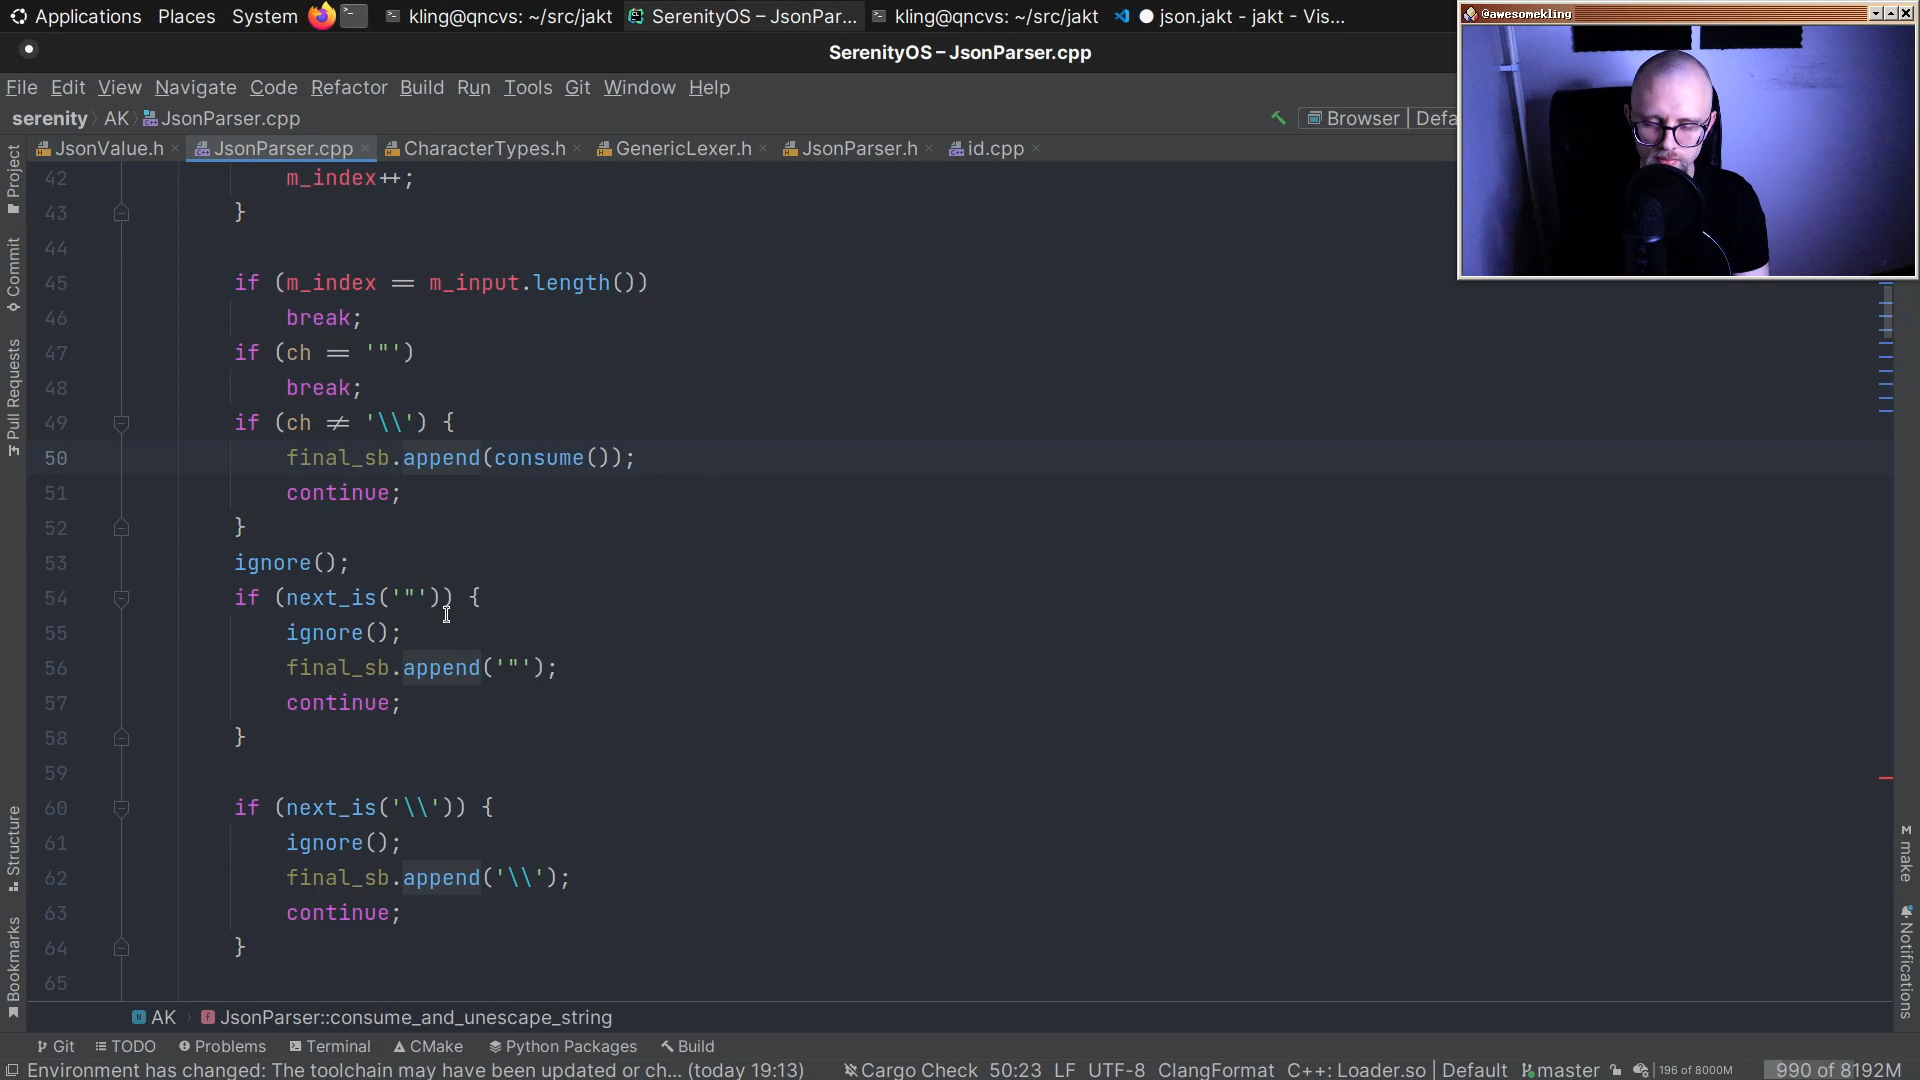 Applications Places System kling@qncvs: ~/src/jakt SerenityOS – JsonPar... kling@qncvs: ~/src/jakt json.jakt - jakt - Vis...
@awesomekling
SerenityOS – JsonParser.cpp
File Edit View Navigate Code Refactor Build Run Tools Git Window Help
serenity AK JsonParser.cpp Browser | Defa
JsonValue.h JsonParser.cpp CharacterTypes.h GenericLexer.h JsonParser.h id.cpp
Project
Commit
Pull Requests
Structure
Bookmarks
42 m_index++;
43 }
44
45 if (m_index == m_input.length())
46 break;
47 if (ch == '"')
48 break;
49 if (ch != '\\') {
50 final_sb.append(consume());
51 continue;
52 }
53 ignore();
54 if (next_is('"')) {
55 ignore();
56 final_sb.append('"');
57 continue;
58 }
59
60 if (next_is('\\')) {
61 ignore();
62 final_sb.append('\\');
63 continue;
64 }
65
M make
Notifications
AK JsonParser::consume_and_unescape_string
Git TODO Problems Terminal CMake Python Packages Build
Environment has changed: The toolchain may have been updated or ch... (today 19:13) Cargo Check 50:23 LF UTF-8 ClangFormat C++: Loader.so | Default master 196 of 8000M 990 of 8192M